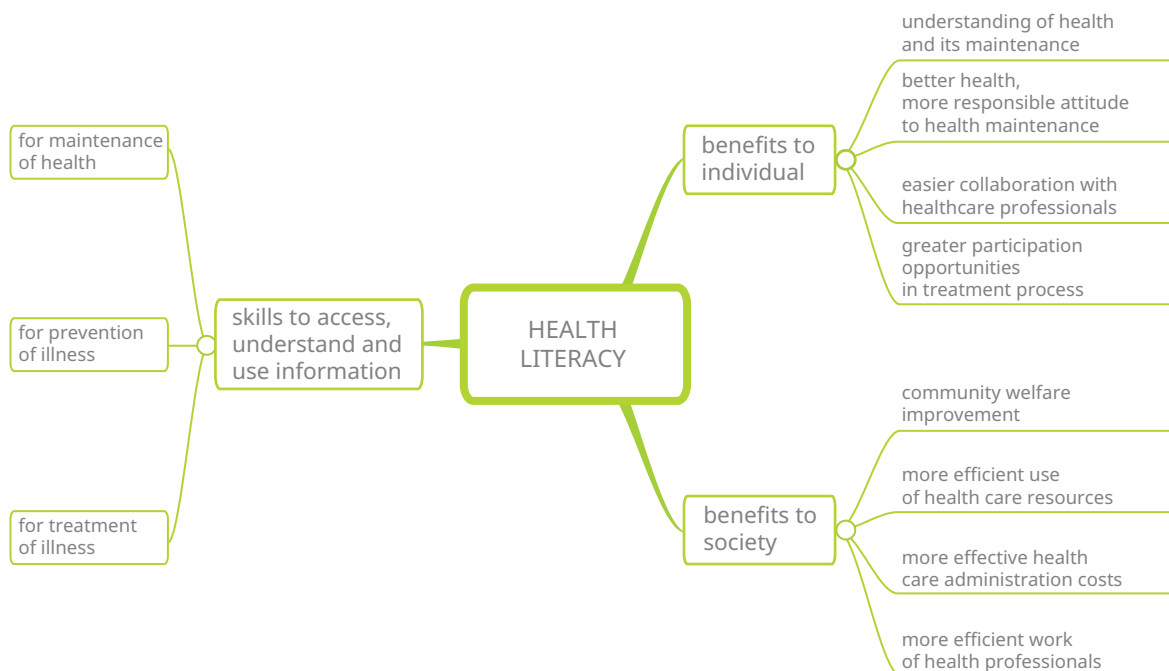 HEALTH
LITERACY
skills to access,
understand and
use information
for maintenance
of health
for prevention
of illness
for treatment
of illness
benefits to
individual
understanding of health
and its maintenance
better health,
more responsible attitude
to health maintenance
easier collaboration with
healthcare professionals
greater participation
opportunities
in treatment process
benefits to
society
community welfare
improvement
more efficient use
of health care resources
more effective health
care administration costs
more efficient work
of health professionals